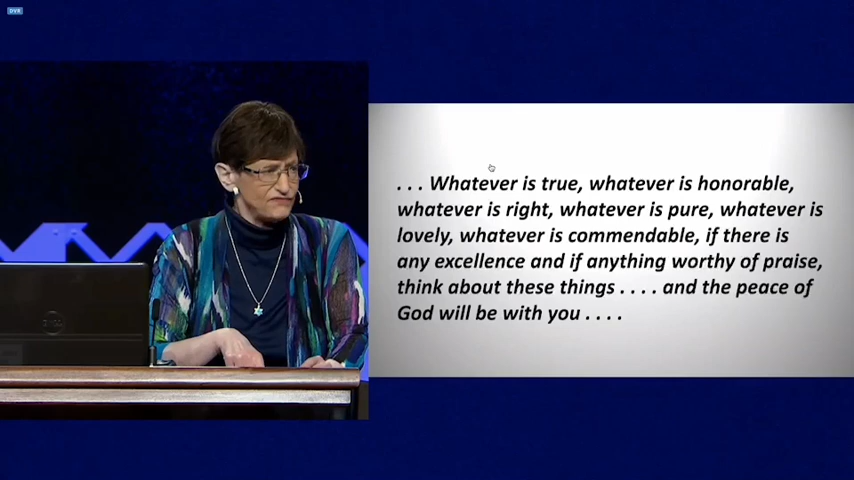 DVR
. . . Whatever is true, whatever is honorable,
whatever is right, whatever is pure, whatever is
lovely, whatever is commendable, if there is
any excellence and if anything worthy of praise,
think about these things . . . . and the peace of
God will be with you . . . .